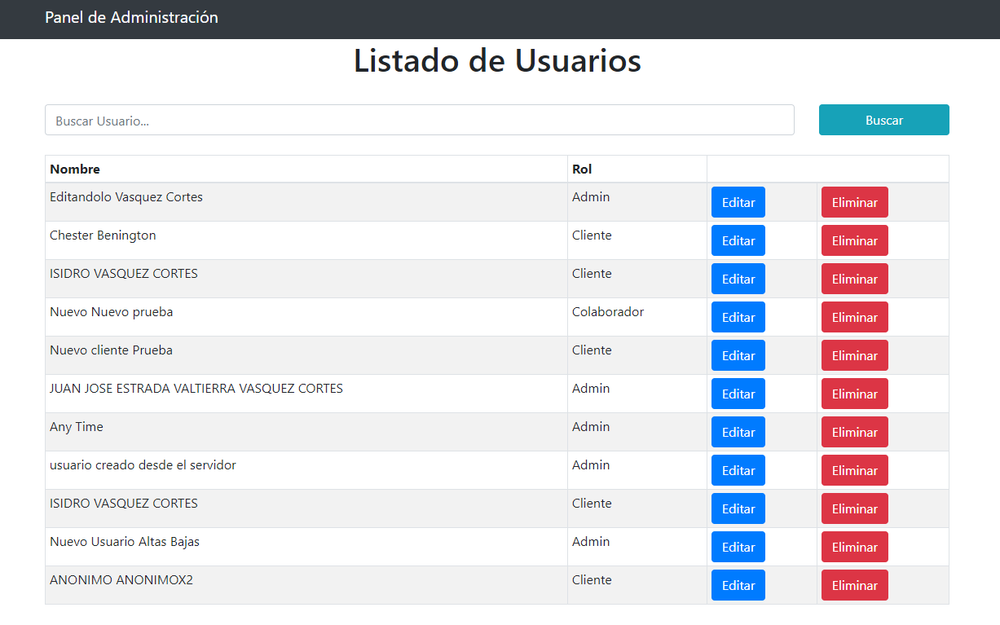 Panel de Administración
Listado de Usuarios
Buscar Usuario... Buscar
Nombre Rol
Editandolo Vasquez Cortes Admin Editar Eliminar
Chester Benington Cliente Editar Eliminar
ISIDRO VASQUEZ CORTES Cliente Editar Eliminar
Nuevo Nuevo prueba Colaborador Editar Eliminar
Nuevo cliente Prueba Cliente Editar Eliminar
JUAN JOSE ESTRADA VALTIERRA VASQUEZ CORTES Admin Editar Eliminar
Any Time Admin Editar Eliminar
usuario creado desde el servidor Admin Editar Eliminar
ISIDRO VASQUEZ CORTES Cliente Editar Eliminar
Nuevo Usuario Altas Bajas Admin Editar Eliminar
ANONIMO ANONIMOX2 Cliente Editar Eliminar